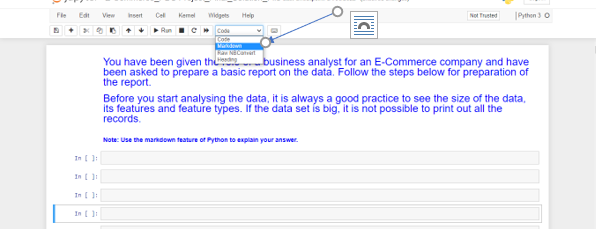 File Edit Insert Cell Kernel Widgets Help Not Trusted Python 3
Run Code
Code
Markdown
Raw NBConvert
Heading
You have been given the of a business analyst for an E-Commerce company and have
been asked to prepare a basic report on the data. Follow the steps below for preparation of
the report.
Before you start analysing the data, it is always a good practice to see the size of the data,
its features and feature types. If the data set is big, it is not possible to print out all the
records.
Note: Use the markdown feature of Python to explain your answer.
In [ ]:
In [ ]:
In [ ]:
In [ ]: